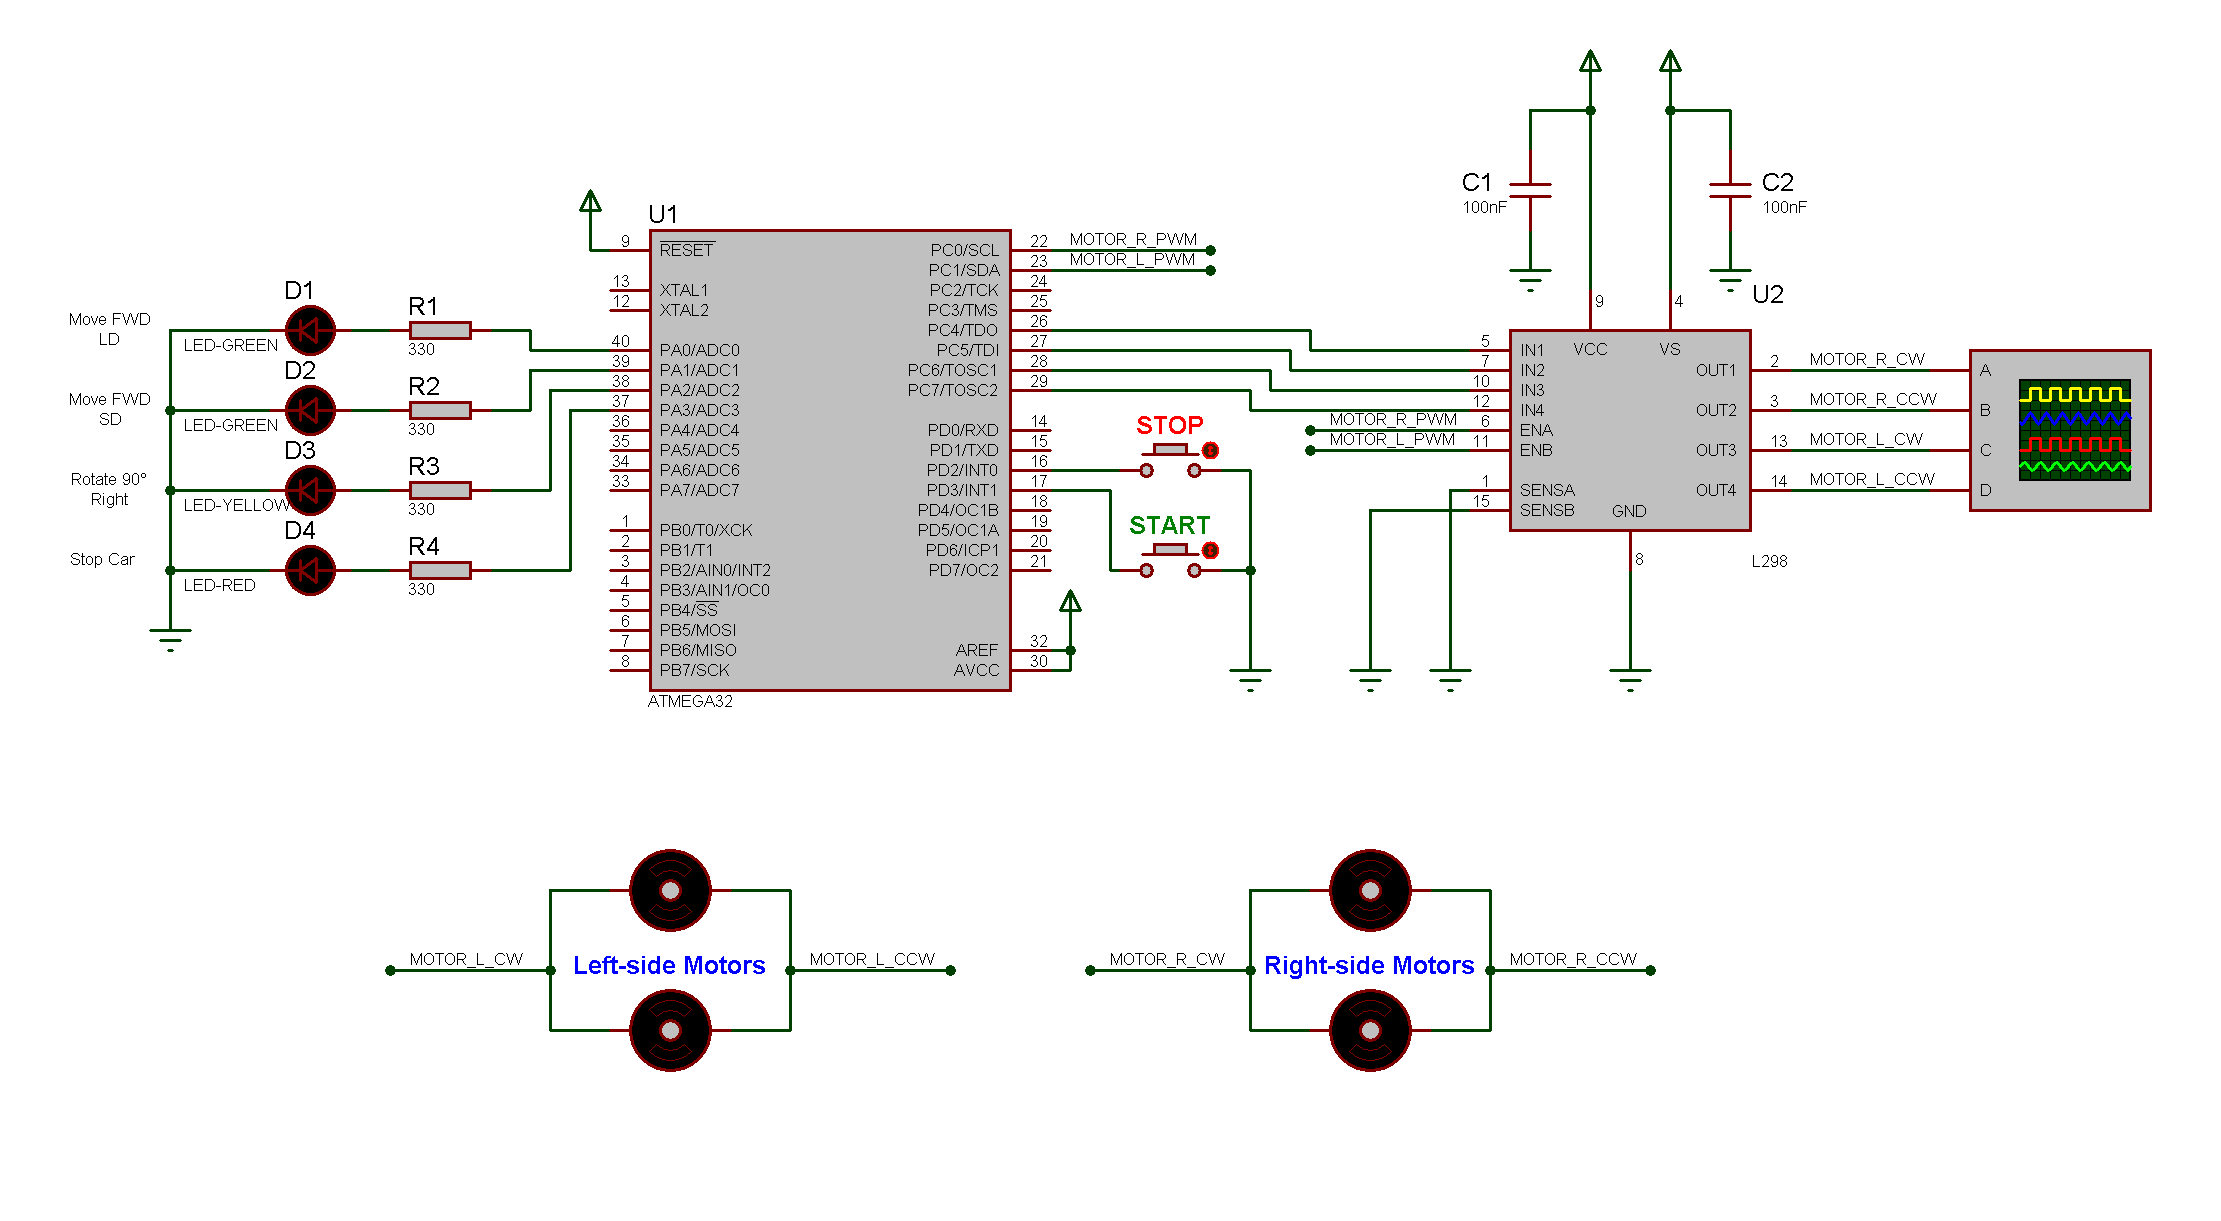 Move FWD
LD
D1
LED-GREEN
R1
330
Move FWD
SD
D2
LED-GREEN
R2
330
Rotate 90°
Right
D3
LED-YELLOW
R3
330
Stop Car
D4
LED-RED
R4
330
U1
9 RESET
13 XTAL1
12 XTAL2
40 PA0/ADC0
39 PA1/ADC1
38 PA2/ADC2
37 PA3/ADC3
36 PA4/ADC4
35 PA5/ADC5
34 PA6/ADC6
33 PA7/ADC7
1 PB0/T0/XCK
2 PB1/T1
3 PB2/AIN0/INT2
4 PB3/AIN1/OC0
5 PB4/SS
6 PB5/MOSI
7 PB6/MISO
8 PB7/SCK
PC0/SCL 22 MOTOR_R_PWM
PC1/SDA 23 MOTOR_L_PWM
PC2/TCK 24
PC3/TMS 25
PC4/TDO 26
PC5/TDI 27
PC6/TOSC1 28
PC7/TOSC2 29
PD0/RXD 14
PD1/TXD 15
PD2/INT0 16
PD3/INT1 17
PD4/OC1B 18
PD5/OC1A 19
PD6/ICP1 20
PD7/OC2 21
AREF 32
AVCC 30
ATMEGA32
STOP
START
C1
100nF
C2
100nF
U2
9
4
VCC
VS
5 IN1
7 IN2
10 IN3
12 IN4
MOTOR_R_PWM 6 ENA
MOTOR_L_PWM 11 ENB
1 SENSA
15 SENSB
GND
8
OUT1 2 MOTOR_R_CW A
OUT2 3 MOTOR_R_CCW B
OUT3 13 MOTOR_L_CW C
OUT4 14 MOTOR_L_CCW D
L298
MOTOR_L_CW
Left-side Motors
MOTOR_L_CCW
MOTOR_R_CW
Right-side Motors
MOTOR_R_CCW